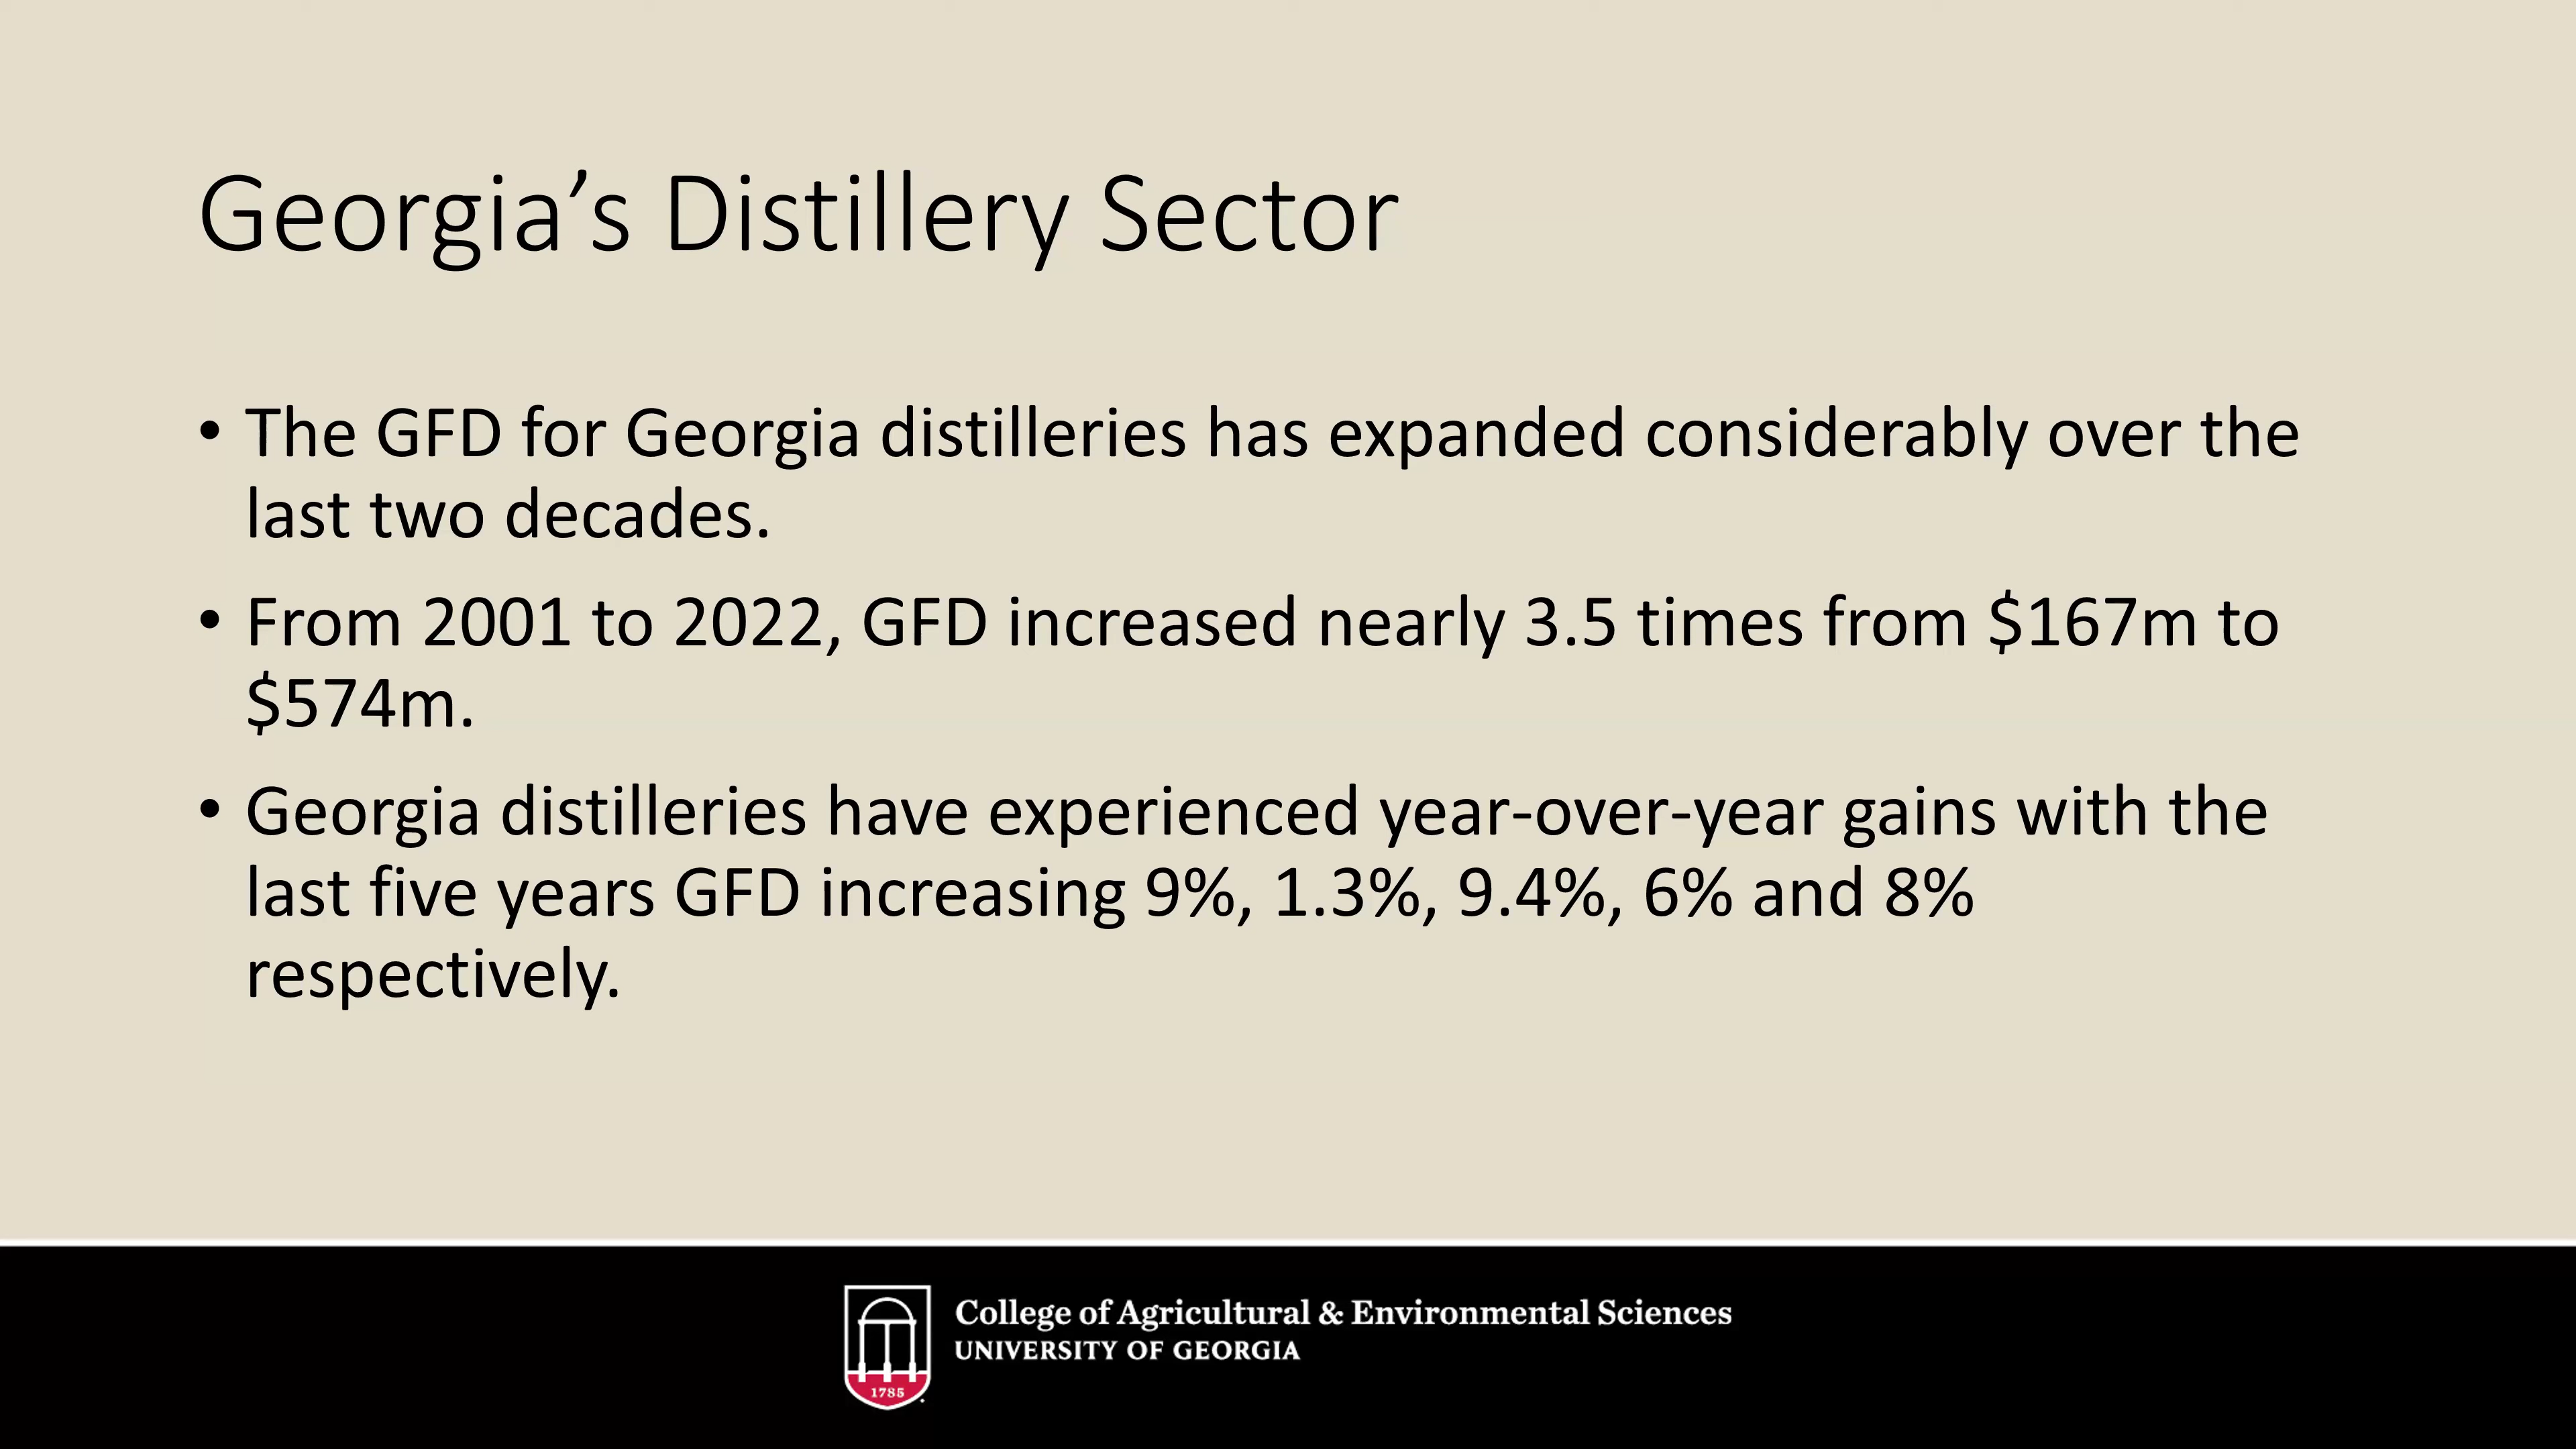 Georgia’s Distillery Sector
• The GFD for Georgia distilleries has expanded considerably over the
last two decades.
• From 2001 to 2022, GFD increased nearly 3.5 times from $167m to
$574m.
• Georgia distilleries have experienced year-over-year gains with the
last five years GFD increasing 9%, 1.3%, 9.4%, 6% and 8%
respectively.
College of Agricultural & Environmental Sciences
UNIVERSITY OF GEORGIA
1785